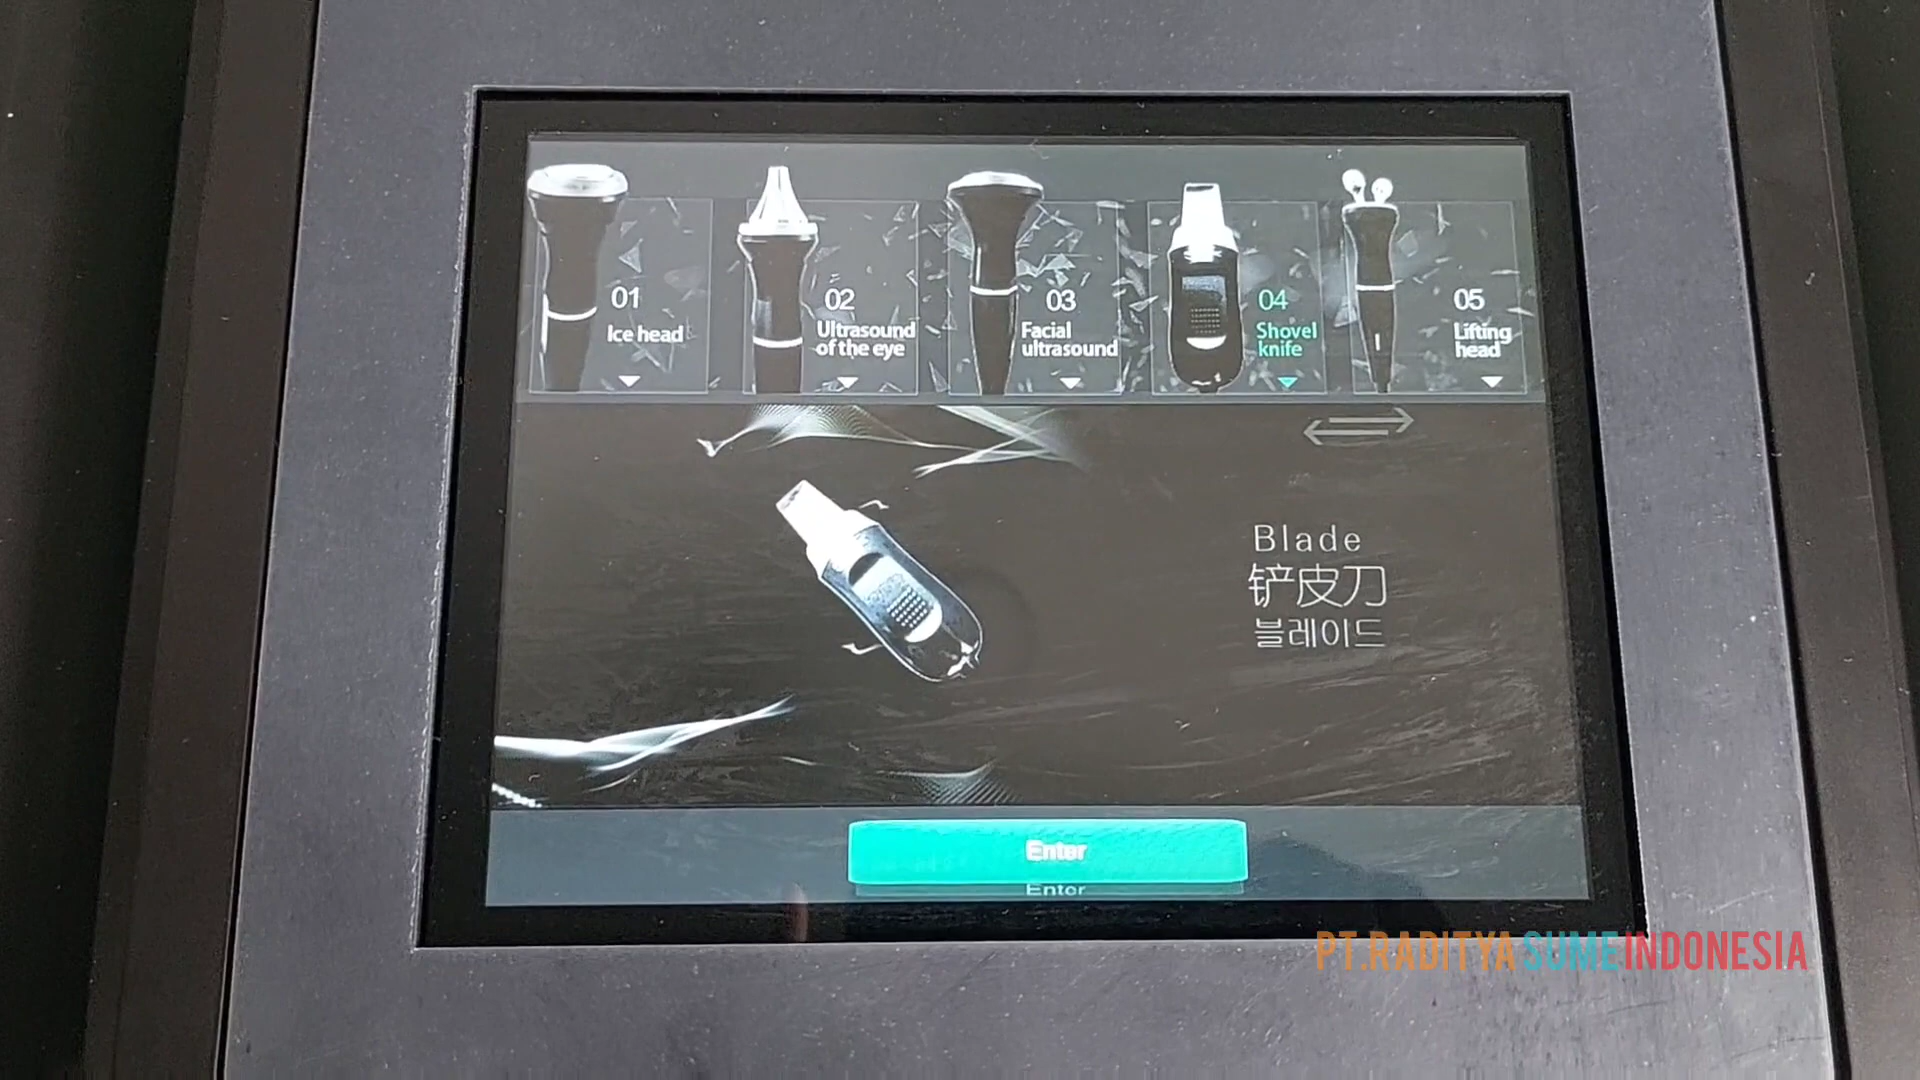 01
Ice head
02
Ultrasound
of the eye
03
Facial
ultrasound
04
Shovel
knife
05
Lifting
head
Blade
铲皮刀
블레이드
Enter
Enter
PT.RADITYA SUME INDONESIA